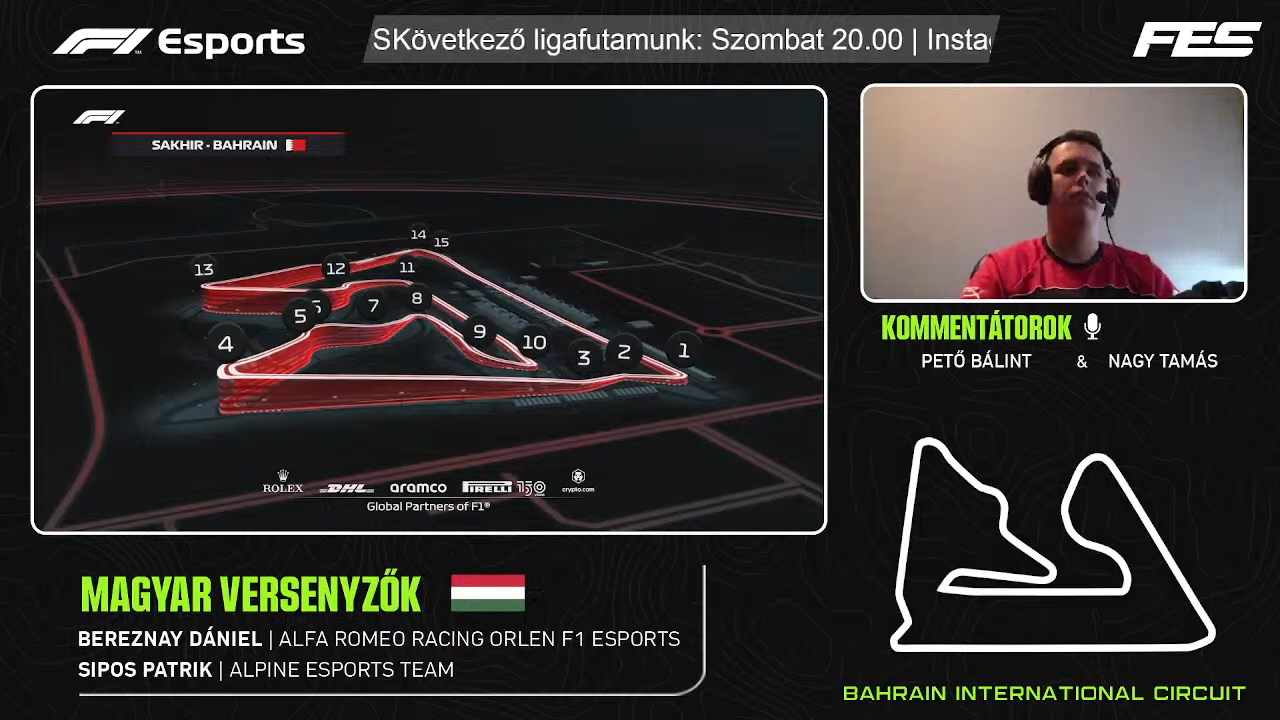 F1 Esports
SKövetkező ligafutamunk: Szombat 20.00 | Insta
FES
F1
SAKHIR · BAHRAIN
14
15
13
12
11
5
7
8
4
9
10
3
2
1
ROLEX
DHL
aramco
PIRELLI 150
crypto.com
Global Partners of F1®
KOMMENTÁTOROK
PETŐ BÁLINT & NAGY TAMÁS
MAGYAR VERSENYZŐK
BEREZNAY DÁNIEL | ALFA ROMEO RACING ORLEN F1 ESPORTS
SIPOS PATRIK | ALPINE ESPORTS TEAM
BAHRAIN INTERNATIONAL CIRCUIT